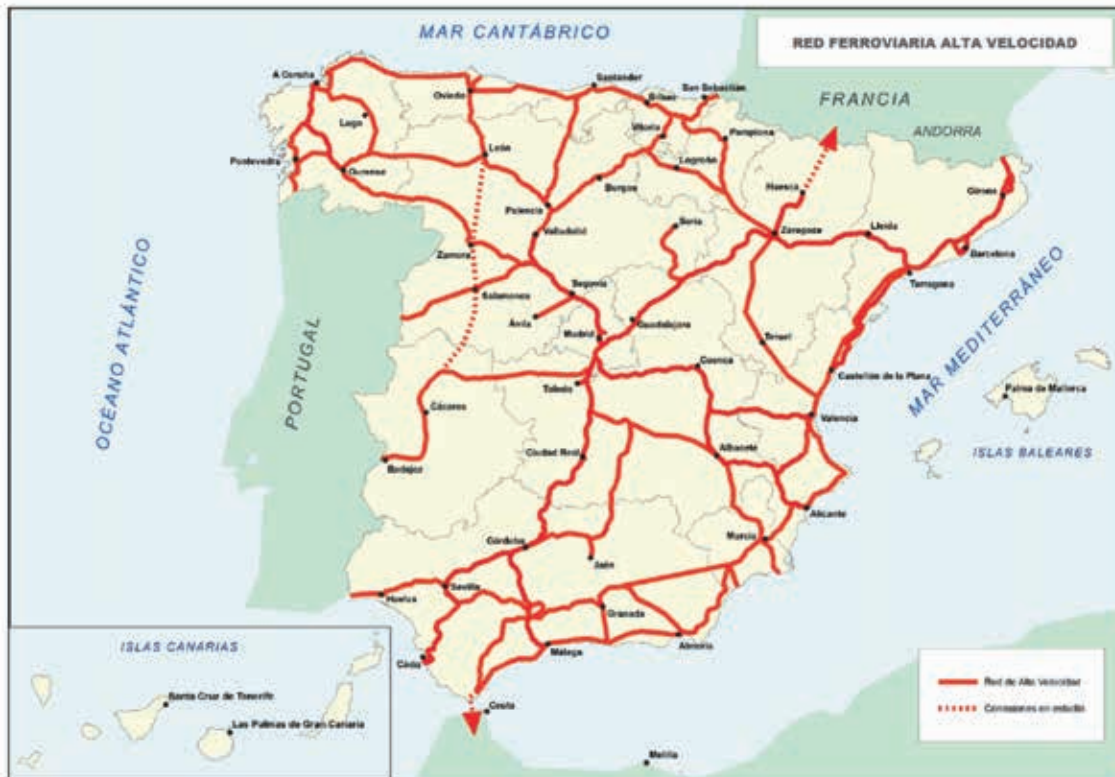 MAR CANTÁBRICO
RED FERROVIARIA ALTA VELOCIDAD
A Coruña
Santander
Oviedo
Bilbao
San Sebastián
FRANCIA
Lugo
Vitoria
ANDORRA
Pamplona
León
Pontevedra
Logroño
Ourense
Huesca
Girona
Burgos
Palencia
Soria
Valladolid
Zaragoza
Lleida
Zamora
Barcelona
Tarragona
Segovia
Salamanca
Ávila
Guadalajara
Madrid
Teruel
OCÉANO ATLÁNTICO
PORTUGAL
MAR MEDITERRÁNEO
Cuenca
Castellón de la Plana
Toledo
Palma de Mallorca
Cáceres
Valencia
Ciudad Real
Albacete
ISLAS BALEARES
Badajoz
Alicante
Córdoba
Murcia
Jaén
Sevilla
Huelva
Granada
Almería
Málaga
Cádiz
ISLAS CANARIAS
Santa Cruz de Tenerife
Las Palmas de Gran Canaria
Ceuta
Melilla
Red de Alta Velocidad
Conexiones en estudio